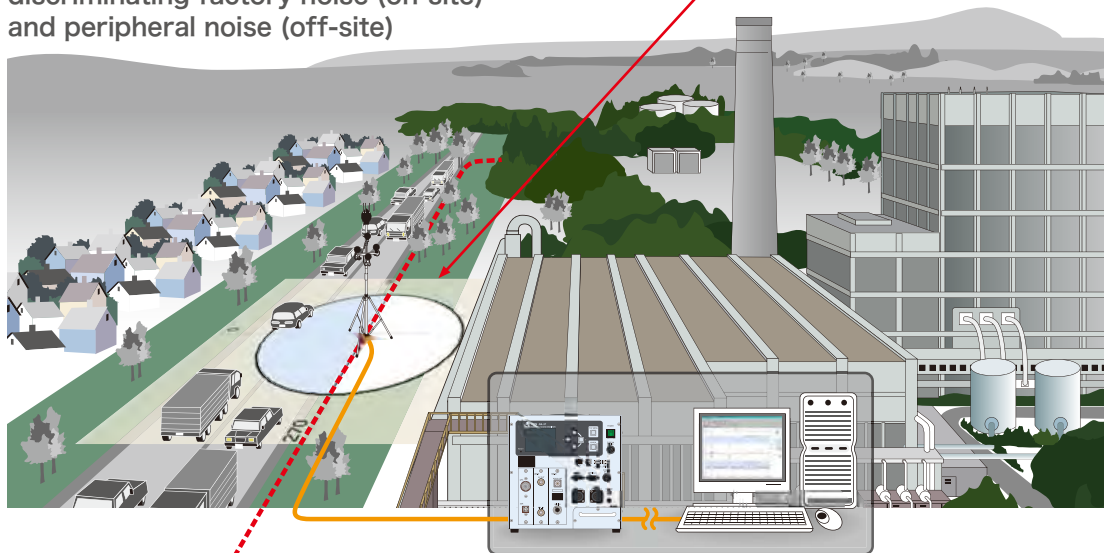 discriminating factory noise (on-site)
and peripheral noise (off-site)
270